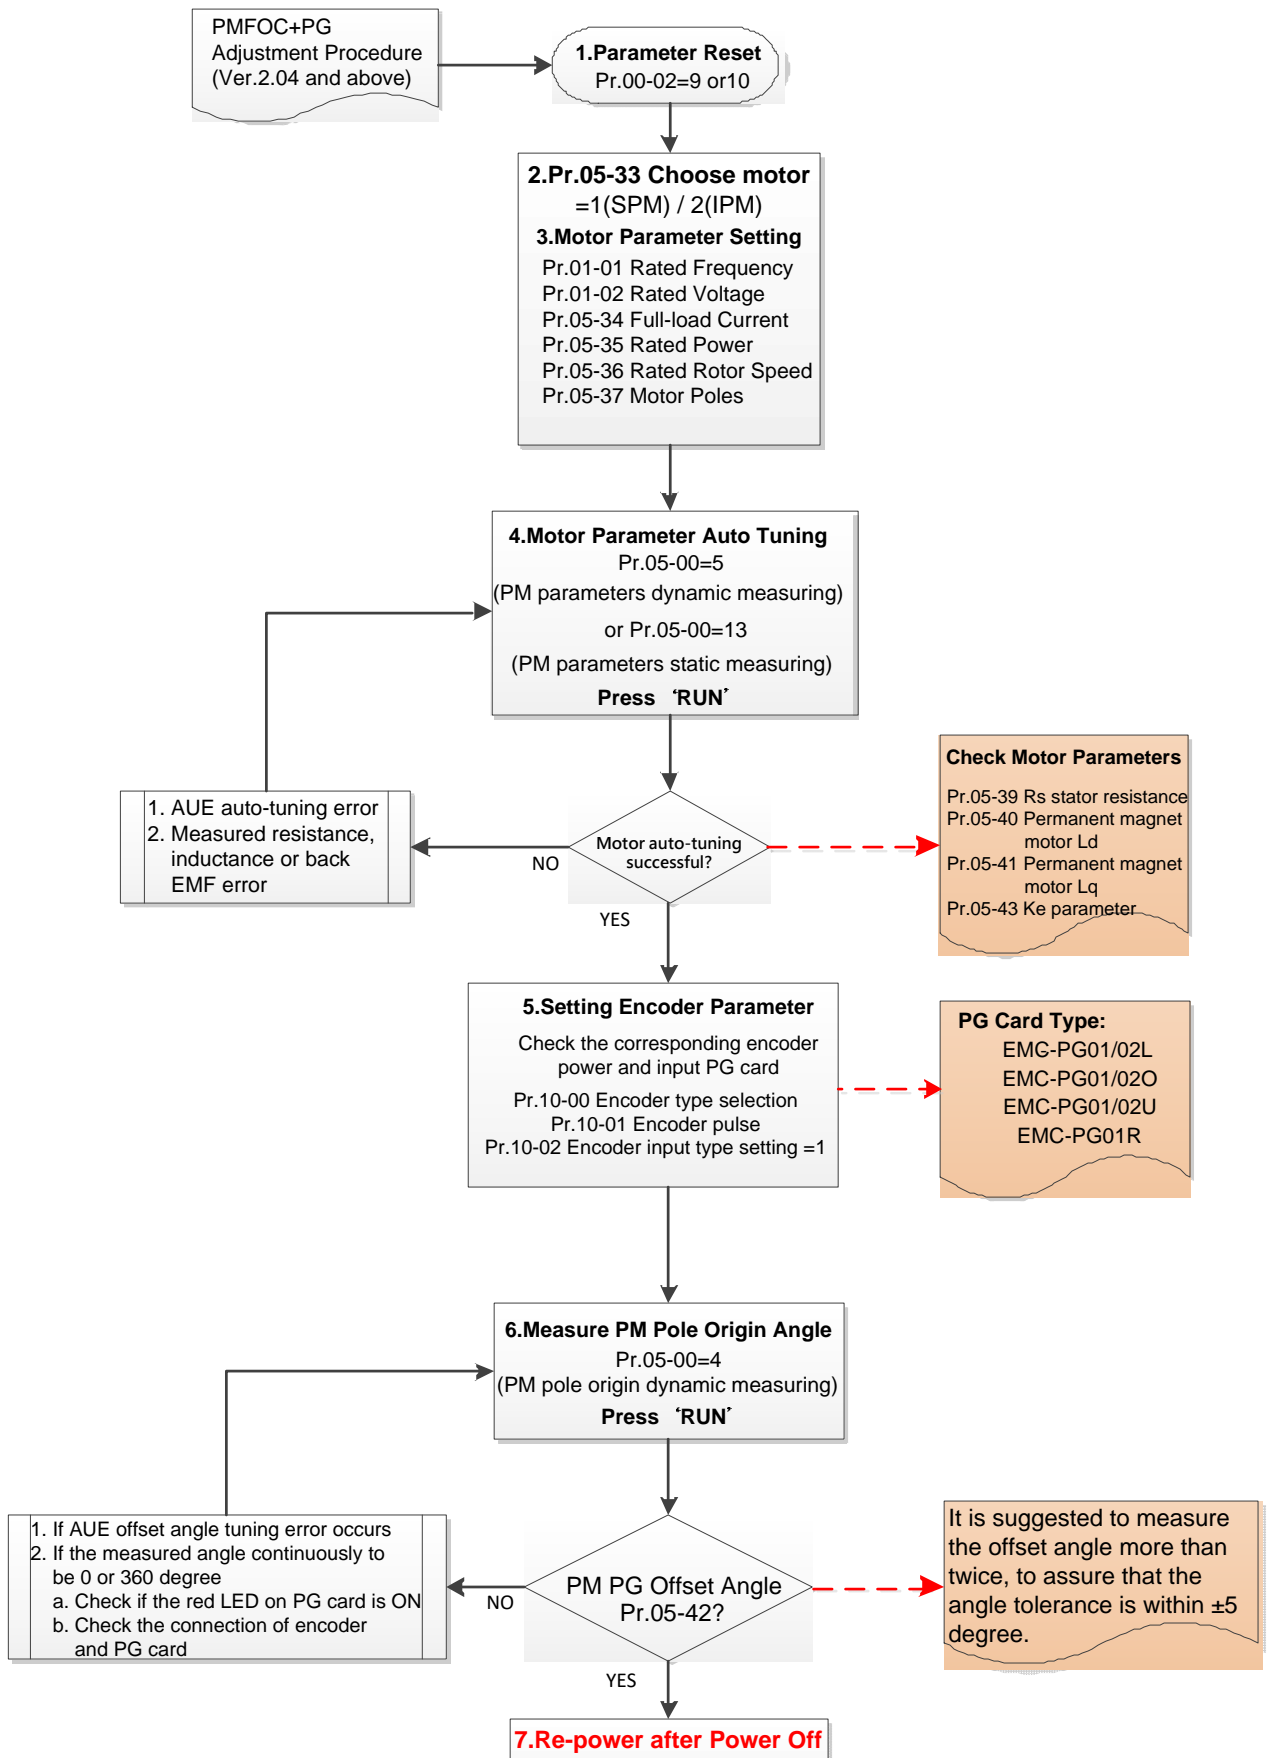 PMFOC+PG
Adjustment Procedure
(Ver.2.04 and above)
1.Parameter Reset
Pr.00-02=9 or10
2.Pr.05-33 Choose motor
=1(SPM) / 2(IPM)
3.Motor Parameter Setting
Pr.01-01 Rated Frequency
Pr.01-02 Rated Voltage
Pr.05-34 Full-load Current
Pr.05-35 Rated Power
Pr.05-36 Rated Rotor Speed
Pr.05-37 Motor Poles
4.Motor Parameter Auto Tuning
Pr.05-00=5
(PM parameters dynamic measuring)
or Pr.05-00=13
(PM parameters static measuring)
Press ‘RUN’
Motor auto-tuning
successful?
NO
1. AUE auto-tuning error
2. Measured resistance,
inductance or back
EMF error
Check Motor Parameters
Pr.05-39 Rs stator resistance
Pr.05-40 Permanent magnet
motor Ld
Pr.05-41 Permanent magnet
motor Lq
Pr.05-43 Ke parameter
YES
5.Setting Encoder Parameter
Check the corresponding encoder
power and input PG card
Pr.10-00 Encoder type selection
Pr.10-01 Encoder pulse
Pr.10-02 Encoder input type setting =1
PG Card Type:
EMC-PG01/02L
EMC-PG01/02O
EMC-PG01/02U
EMC-PG01R
6.Measure PM Pole Origin Angle
Pr.05-00=4
(PM pole origin dynamic measuring)
Press ‘RUN’
PM PG Offset Angle
Pr.05-42?
NO
1. If AUE offset angle tuning error occurs
2. If the measured angle continuously to
be 0 or 360 degree
a. Check if the red LED on PG card is ON
b. Check the connection of encoder
and PG card
It is suggested to measure
the offset angle more than
twice, to assure that the
angle tolerance is within ±5
degree.
YES
7.Re-power after Power Off